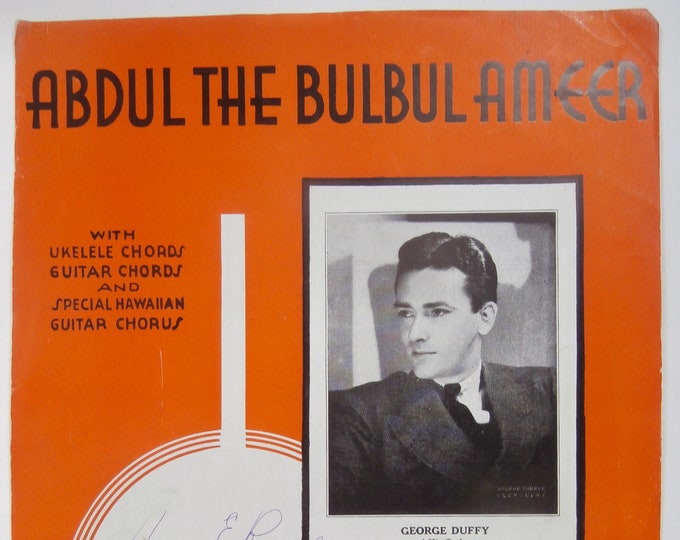 ABDUL THE BULBUL AMEER
WITH
UKELELE CHORDS
GUITAR CHORDS
AND
SPECIAL HAWAIIAN
GUITAR CHORUS
GEORGE DUFFY